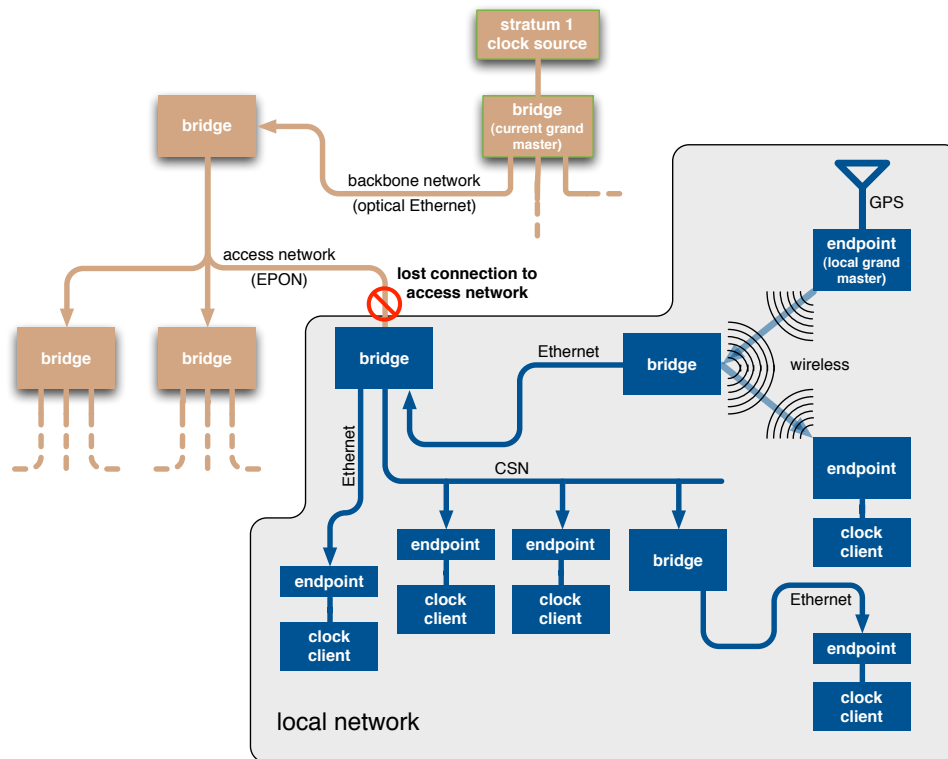 stratum 1
clock source
bridge
(current grand
master)
bridge
backbone network
(optical Ethernet)
GPS
endpoint
(local grand
master)
access network
(EPON)
lost connection to
access network
bridge
bridge
bridge
Ethernet
bridge
wireless
Ethernet
CSN
endpoint
clock
client
endpoint
clock
client
endpoint
clock
client
bridge
endpoint
clock
client
Ethernet
endpoint
clock
client
local network